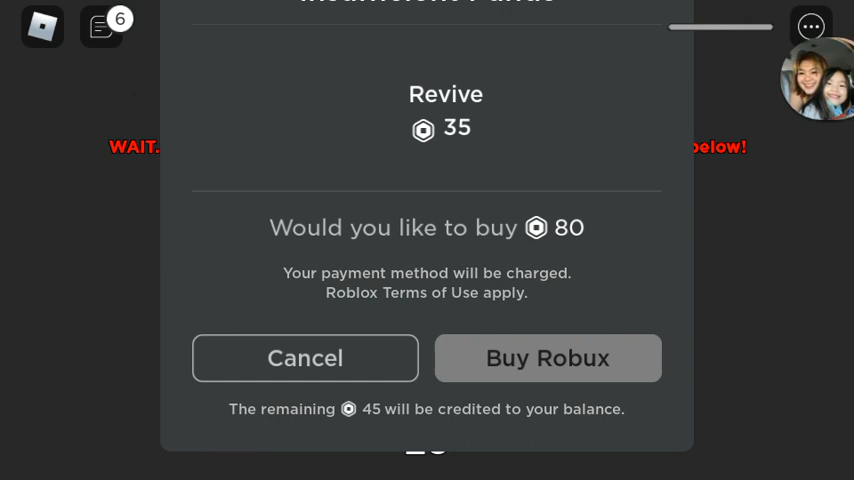 6
Revive
35
WAIT.
below!
Would you like to buy 80
Your payment method will be charged.
Roblox Terms of Use apply.
Cancel
Buy Robux
The remaining 45 will be credited to your balance.